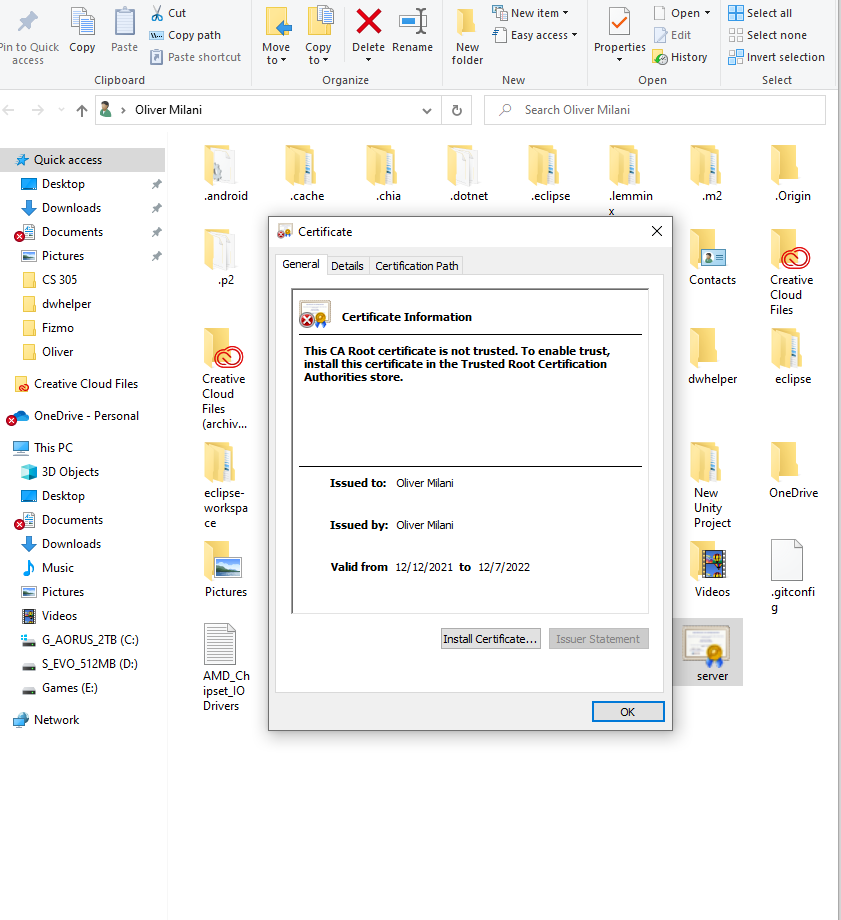 Cut
Copy path
Paste shortcut
Pin to Quick
access
Copy
Paste
Clipboard
Move
to
Copy
to
Delete
Rename
Organize
New
folder
New item
Easy access
New
Properties
Open
Edit
History
Open
Select all
Select none
Invert selection
Select
Oliver Milani
Search Oliver Milani
Quick access
Desktop
Downloads
Documents
Pictures
CS 305
dwhelper
Fizmo
Oliver
Creative Cloud Files
OneDrive - Personal
This PC
3D Objects
Desktop
Documents
Downloads
Music
Pictures
Videos
G_AORUS_2TB (C:)
S_EVO_512MB (D:)
Games (E:)
Network
.android
.cache
.chia
.dotnet
.eclipse
.lemmin
x
.m2
.Origin
.p2
Contacts
Creative
Cloud
Files
Creative
Cloud
Files
(archiv...
dwhelper
eclipse
eclipse-
workspa
ce
New
Unity
Project
OneDrive
Pictures
Videos
.gitconfi
g
AMD_Ch
ipset_IO
Drivers
server
Certificate
General
Details
Certification Path
Certificate Information
This CA Root certificate is not trusted. To enable trust,
install this certificate in the Trusted Root Certification
Authorities store.
Issued to: Oliver Milani
Issued by: Oliver Milani
Valid from 12/12/2021 to 12/7/2022
Install Certificate...
Issuer Statement
OK